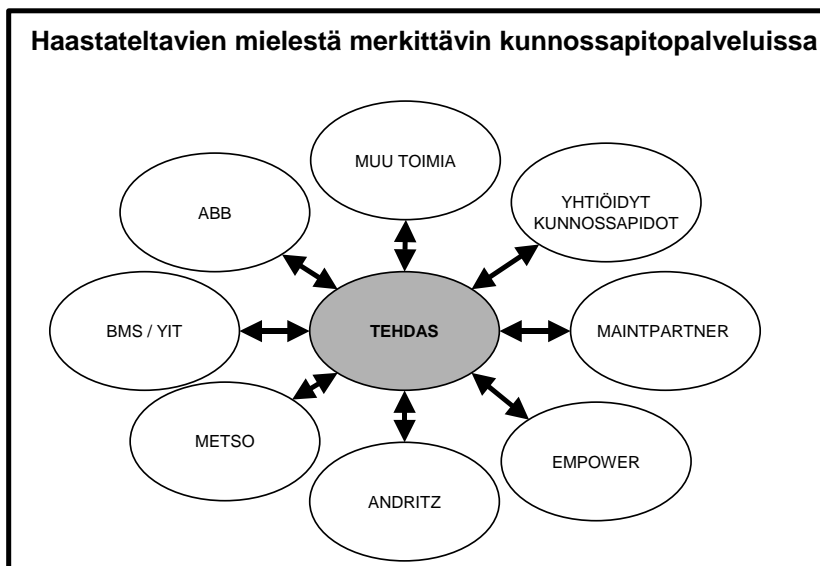 Haastateltavien mielestä merkittävin kunnossapitopalveluissa
MUU TOIMIA
ABB
YHTIÖIDYT
KUNNOSSAPIDOT
BMS / YIT
TEHDAS
MAINTPARTNER
METSO
EMPOWER
ANDRITZ